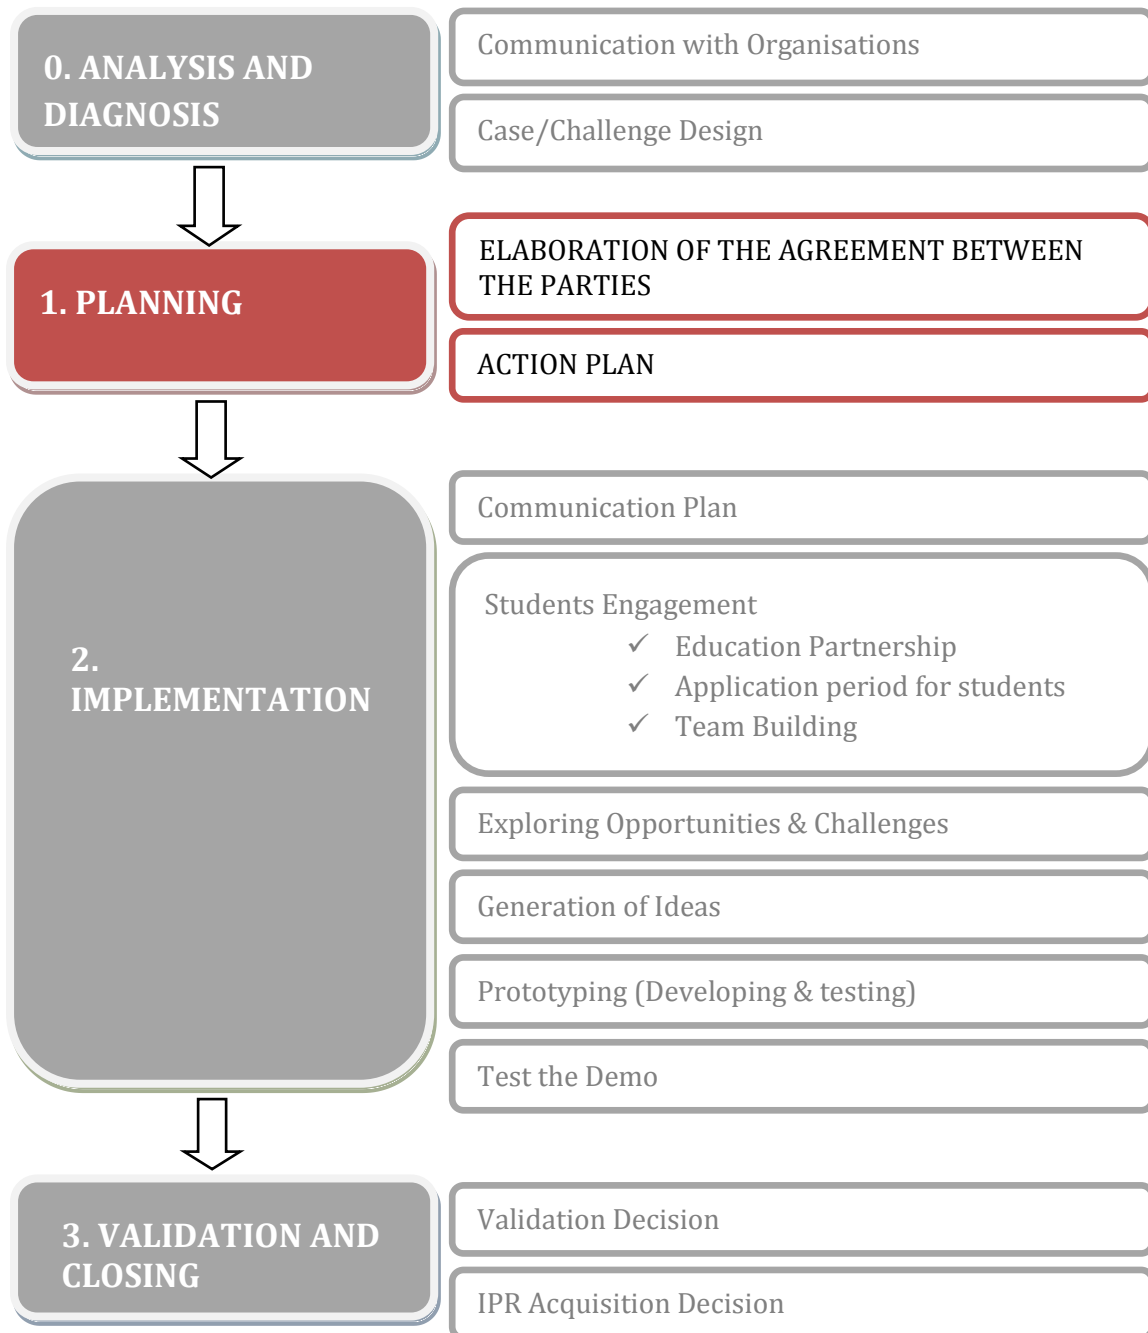 0. ANALYSIS AND
DIAGNOSIS
Communication with Organisations
Case/Challenge Design
1. PLANNING
ELABORATION OF THE AGREEMENT BETWEEN
THE PARTIES
ACTION PLAN
2.
IMPLEMENTATION
Communication Plan
Students Engagement
✓ Education Partnership
✓ Application period for students
✓ Team Building
Exploring Opportunities & Challenges
Generation of Ideas
Prototyping (Developing & testing)
Test the Demo
3. VALIDATION AND
CLOSING
Validation Decision
IPR Acquisition Decision